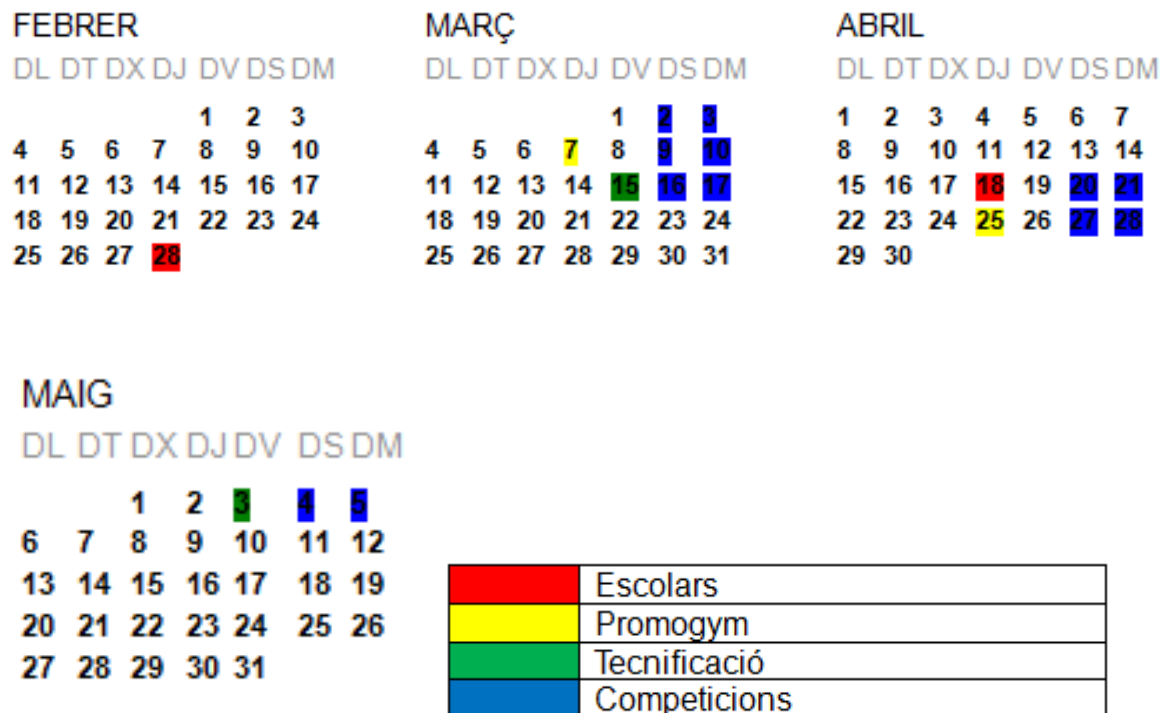 FEBRER
DL DT DX DJ DV DS DM
1 2 3
4 5 6 7 8 9 10
11 12 13 14 15 16 17
18 19 20 21 22 23 24
25 26 27 28
MARÇ
DL DT DX DJ DV DS DM
1 2 3
4 5 6 7 8 9 10
11 12 13 14 15 16 17
18 19 20 21 22 23 24
25 26 27 28 29 30 31
ABRIL
DL DT DX DJ DV DS DM
1 2 3 4 5 6 7
8 9 10 11 12 13 14
15 16 17 18 19 20 21
22 23 24 25 26 27 28
29 30
MAIG
DL DT DX DJ DV DS DM
1 2 3 4 5
6 7 8 9 10 11 12
13 14 15 16 17 18 19
20 21 22 23 24 25 26
27 28 29 30 31
Escolars
Promogym
Tecnificació
Competicions